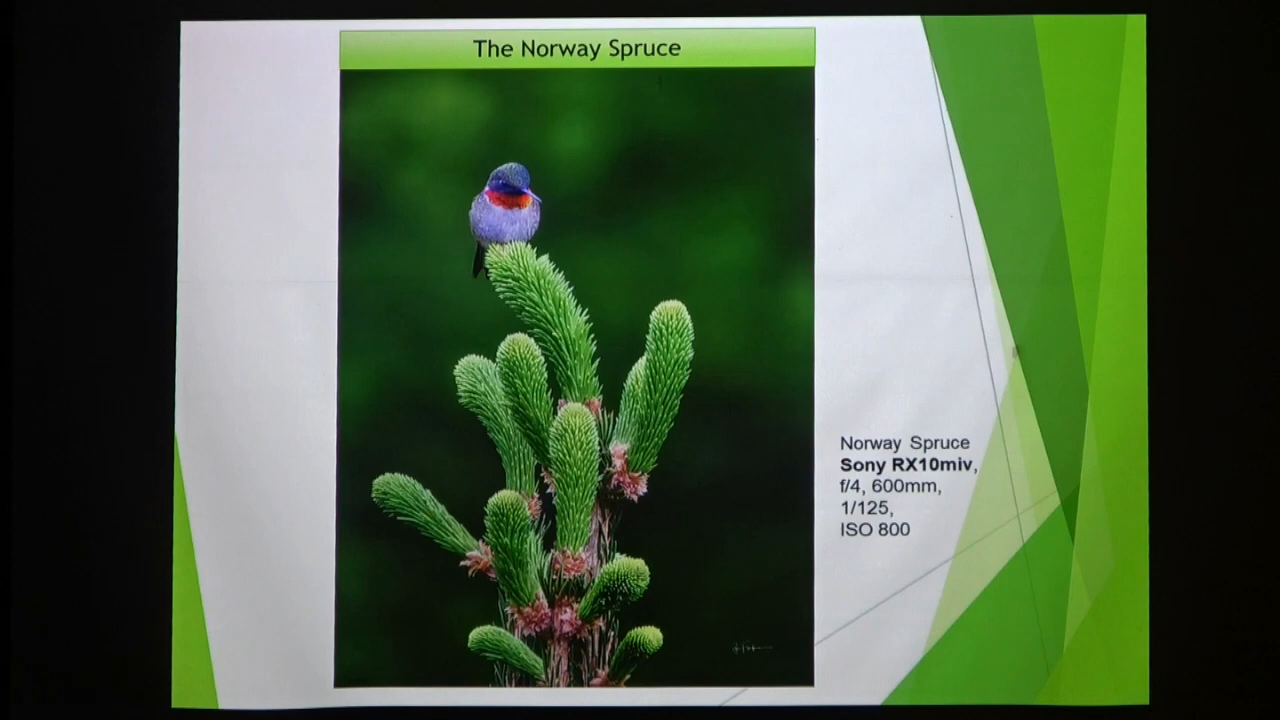 The Norway Spruce
Norway Spruce
Sony RX10miv,
f/4, 600mm,
1/125,
ISO 800